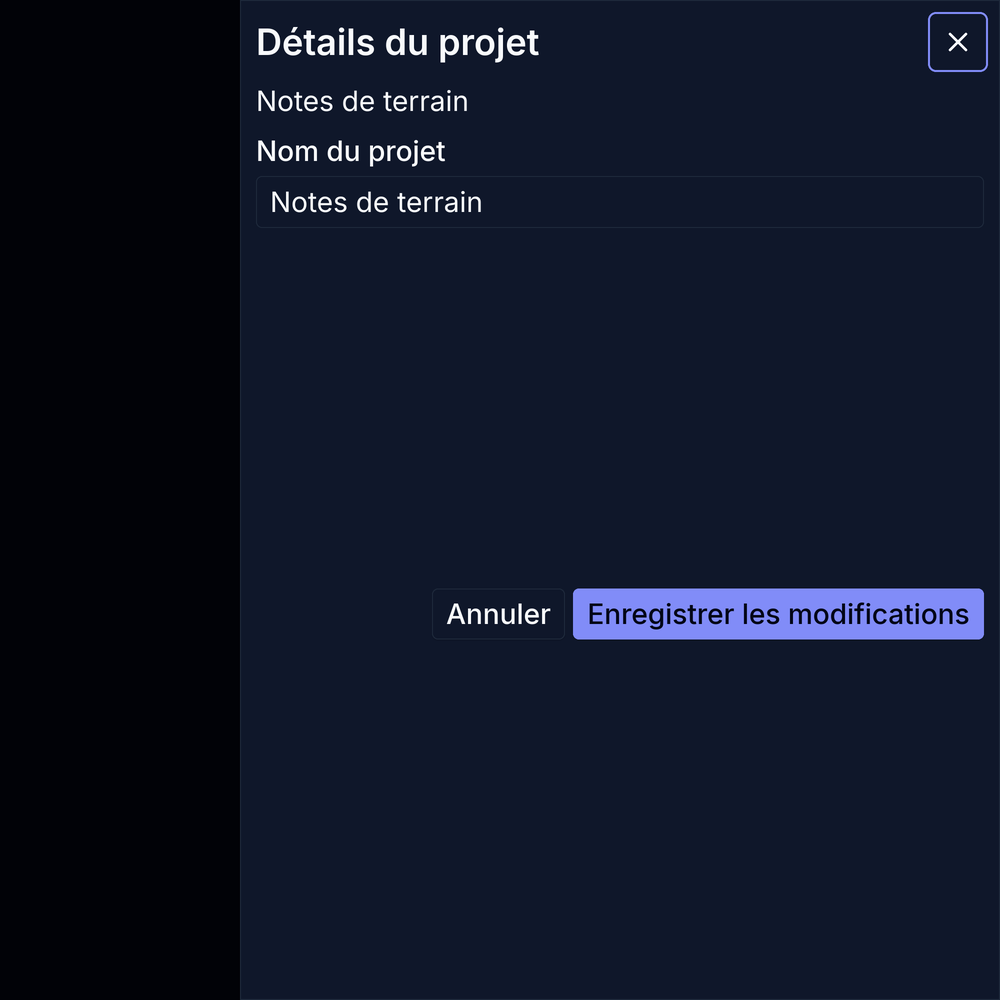 Détails du projet
Notes de terrain
Nom du projet
Notes de terrain
Annuler
Enregistrer les modifications